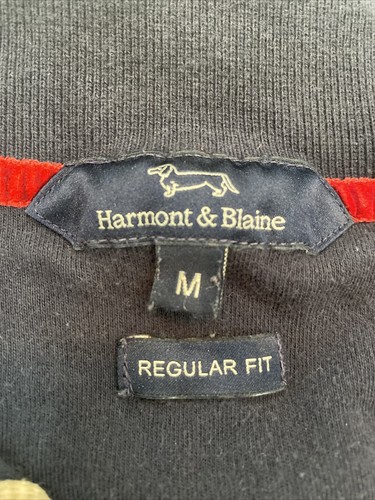 Harmont & Blaine
M
REGULAR FIT